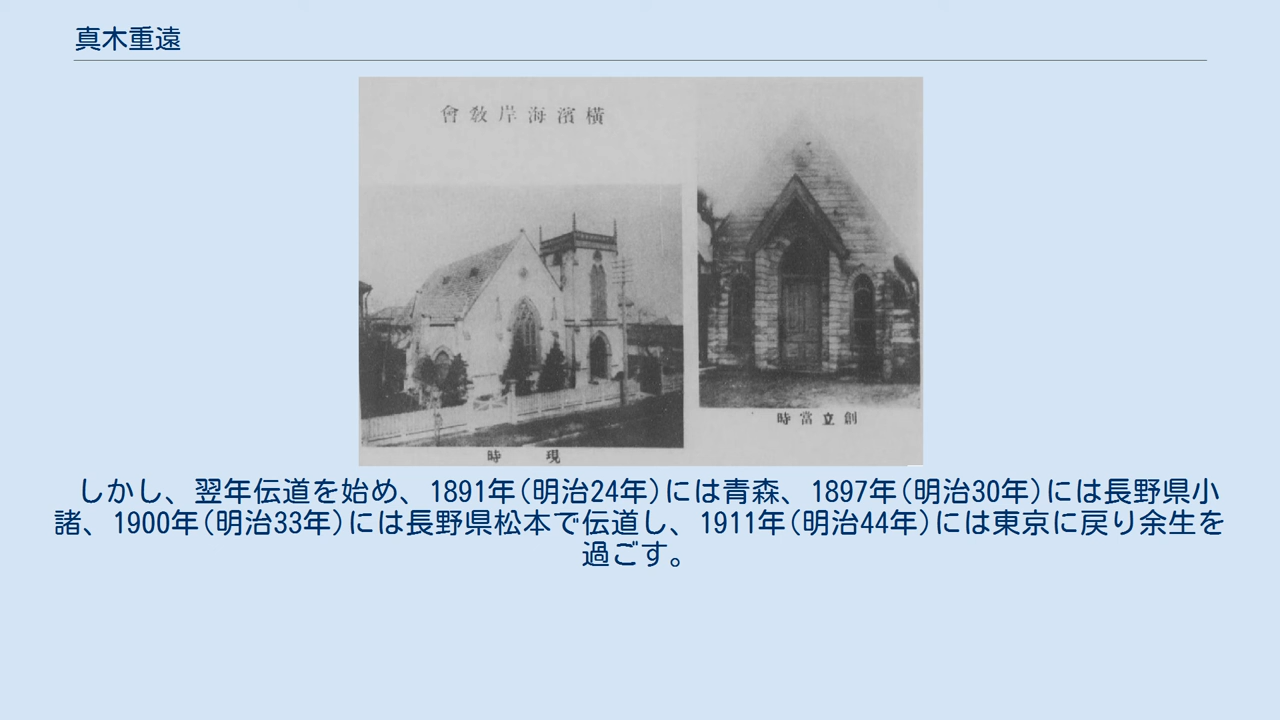 真木重遠
橫濱海岸敎會
創立當時
現時
しかし、翌年伝道を始め、1891年(明治24年)には青森、1897年(明治30年)には長野県小
諸、1900年(明治33年)には長野県松本で伝道し、1911年(明治44年)には東京に戻り余生を
過ごす。